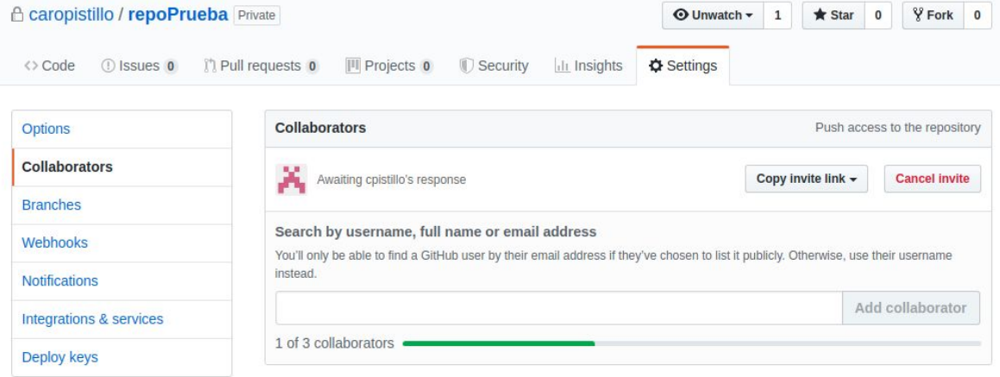 caropistillo / repoPrueba Private
Unwatch 1 Star 0 Fork 0
Code Issues 0 Pull requests 0 Projects 0 Security Insights Settings
Options
Collaborators
Branches
Webhooks
Notifications
Integrations & services
Deploy keys
Collaborators Push access to the repository
Awaiting cpistillo's response Copy invite link Cancel invite
Search by username, full name or email address
You'll only be able to find a GitHub user by their email address if they've chosen to list it publicly. Otherwise, use their username
instead.
Add collaborator
1 of 3 collaborators